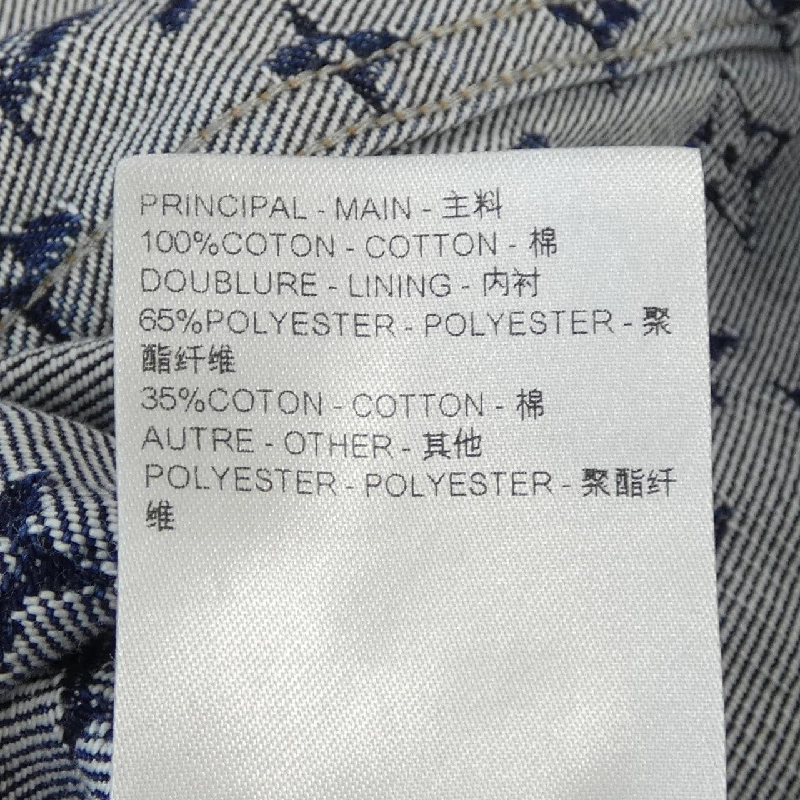 PRINCIPAL - MAIN - 主料
100%COTON - COTTON - 棉
DOUBLURE - LINING - 内衬
65%POLYESTER - POLYESTER - 聚
酯纤维
35%COTON - COTTON - 棉
AUTRE - OTHER - 其他
POLYESTER - POLYESTER - 聚酯纤
维